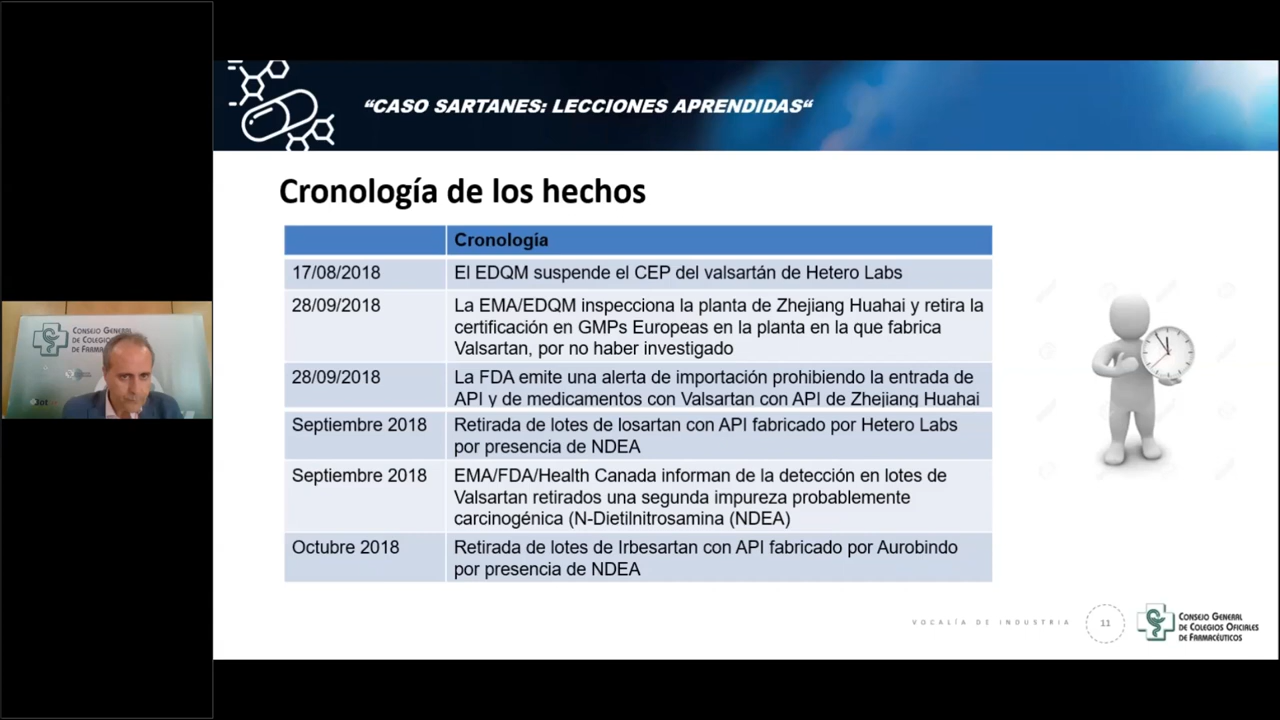 “CASO SARTANES: LECCIONES APRENDIDAS“
Cronología de los hechos
Cronología
17/08/2018
El EDQM suspende el CEP del valsartán de Hetero Labs
28/09/2018
La EMA/EDQM inspecciona la planta de Zhejiang Huahai y retira la
certificación en GMPs Europeas en la planta en la que fabrica
Valsartan, por no haber investigado
28/09/2018
La FDA emite una alerta de importación prohibiendo la entrada de
API y de medicamentos con Valsartan con API de Zhejiang Huahai
Septiembre 2018
Retirada de lotes de losartan con API fabricado por Hetero Labs
por presencia de NDEA
Septiembre 2018
EMA/FDA/Health Canada informan de la detección en lotes de
Valsartan retirados una segunda impureza probablemente
carcinogénica (N-Dietilnitrosamina (NDEA)
Octubre 2018
Retirada de lotes de Irbesartan con API fabricado por Aurobindo
por presencia de NDEA
VOCALÍA DE INDUSTRIA
11
CONSEJO GENERAL
DE COLEGIOS OFICIALES
DE FARMACÉUTICOS
CONSEJO GENERAL
DE COLEGIOS
DE FARMA